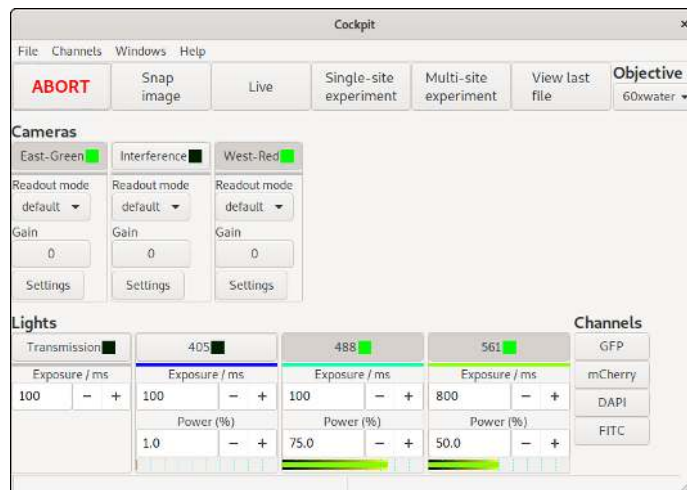 Cockpit
×
File Channels Windows Help
ABORT
Snap
image
Live
Single-site
experiment
Multi-site
experiment
View last
file
Objective
60xwater
Cameras
East-Green Interference West-Red
Readout mode Readout mode Readout mode
default default default
Gain Gain Gain
0 0 0
Settings Settings Settings
Lights
Transmission 405 488 561
Exposure / ms Exposure / ms Exposure / ms Exposure / ms
100 − + 100 − + 100 − + 800 − +
Power (%) Power (%) Power (%)
1.0 − + 75.0 − + 50.0 − +
Channels
GFP
mCherry
DAPI
FITC